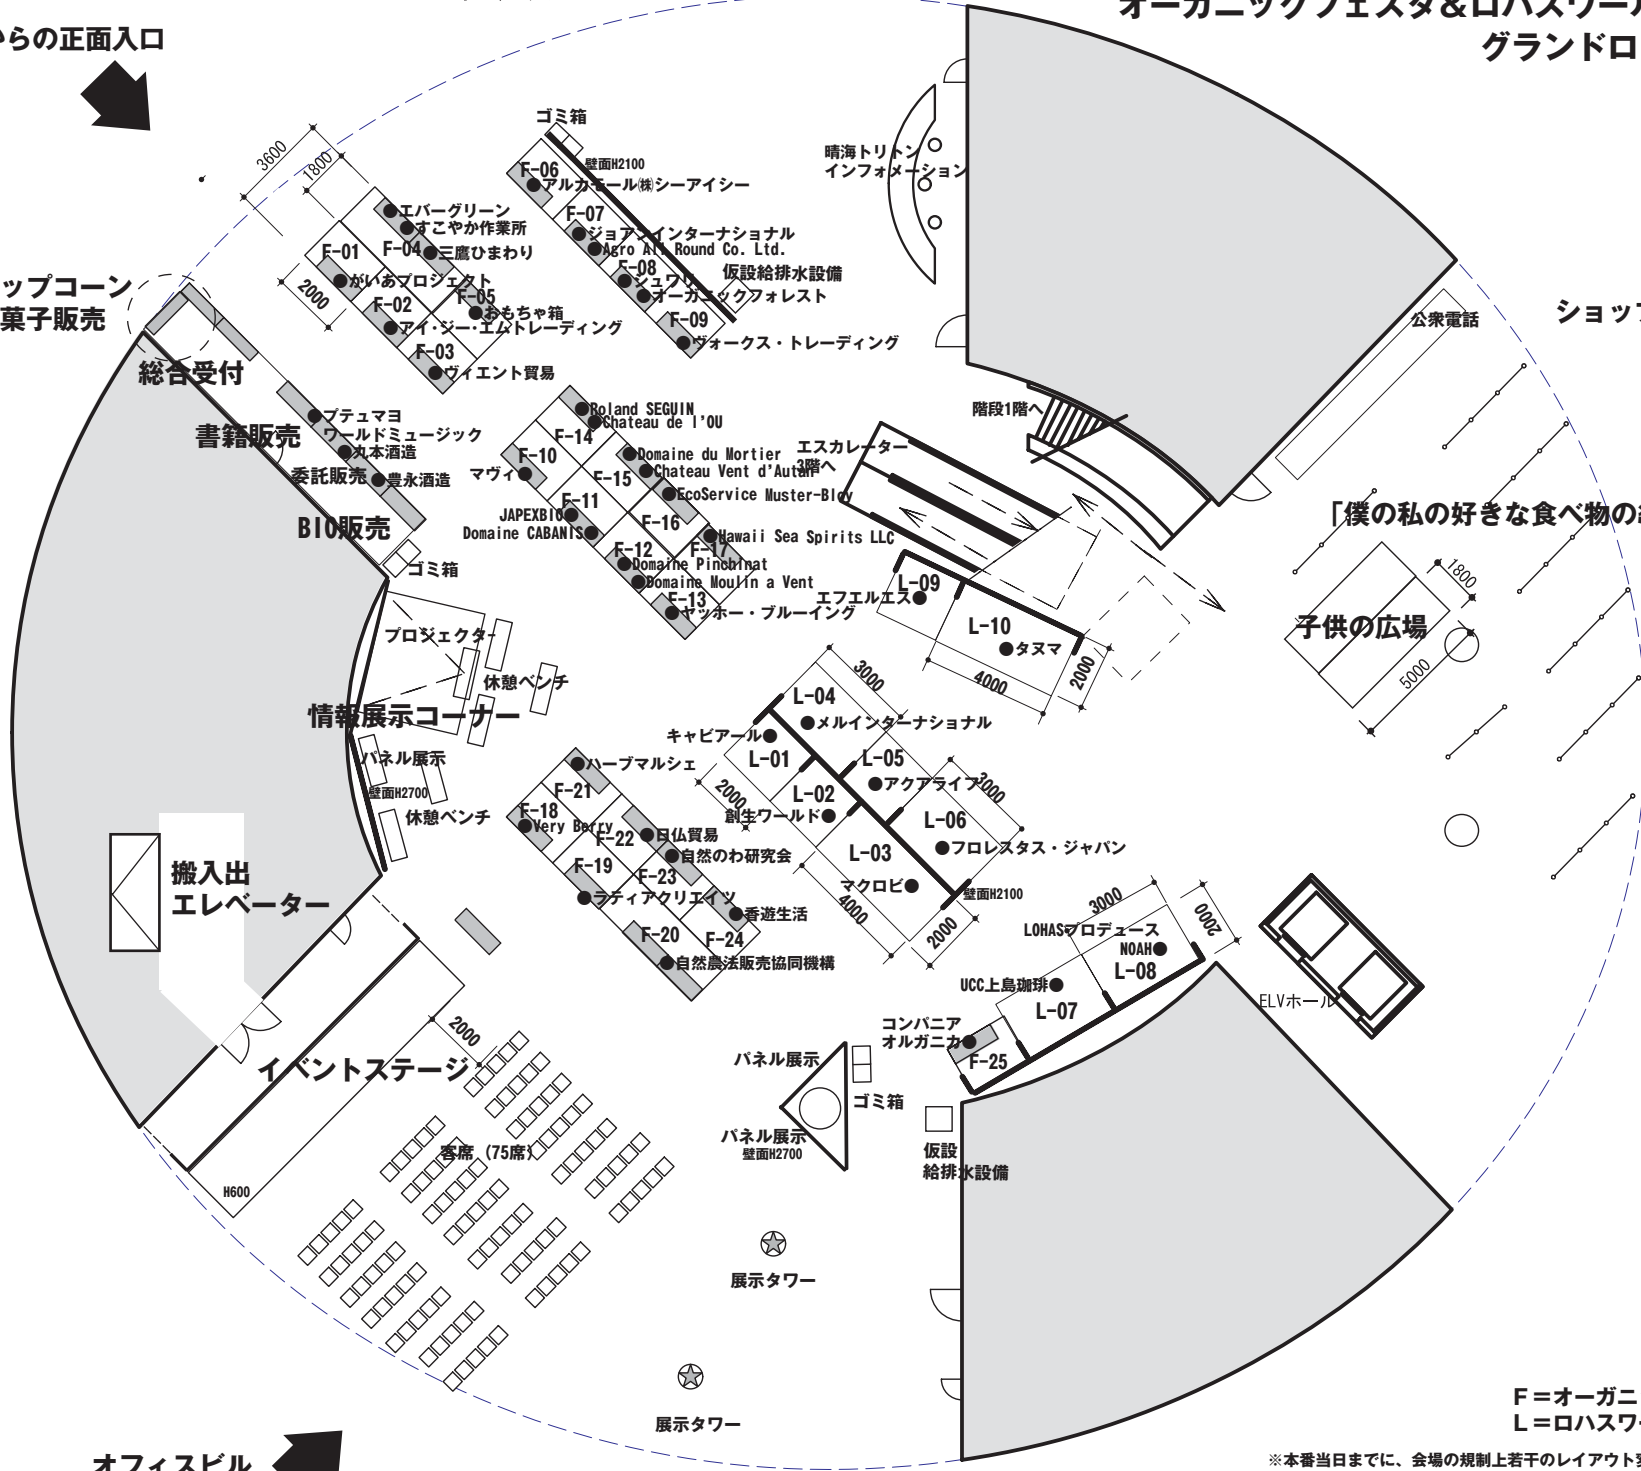 オーガニックフェスタ&ロハスワール
グランドロ
からの正面入口
ゴミ箱
壁面H2100
3600
1800
F-06
アルカモール㈱シーアイシー
F-07
ジョアンインターナショナル
Agro All Round Co. Ltd.
F-08
シュワリ
オーガニックフォレスト
仮設給排水設備
F-09
ヴォークス・トレーディング
晴海トリトン
インフォメーション
エバーグリーン
すこやか作業所
F-04
三鷹ひまわり
F-01
がいあプロジェクト
2000
F-02
F-05
おもちゃ箱
アイ・ジー・エムトレーディング
F-03
ヴィエント貿易
ップコーン
菓子販売
総合受付
書籍販売
プテュマヨ
ワールドミュージック
丸本酒造
委託販売
豊永酒造
BIO販売
ゴミ箱
Roland SEGUIN
Chateau de l'OU
F-14
Domaine du Mortier
Chateau Vent d'Autan
F-10
マヴィ
F-15
EcoService Muster-Bloy
F-11
JAPEXBIO
Domaine CABANIS
F-16
Hawaii Sea Spirits LLC
F-12
F-17
Domaine Pinchinat
Domaine Moulin a Vent
F-13
ヤッホー・ブルーイング
階段1階へ
エスカレーター
3階へ
公衆電話
ショップ
「僕の私の好きな食べ物の
1800
子供の広場
5000
L-09
エフエルエス
L-10
タヌマ
4000
2000
プロジェクター
休憩ベンチ
情報展示コーナー
パネル展示
壁面H2700
休憩ベンチ
搬入出
エレベーター
3000
L-04
メルインターナショナル
キャビアール
L-01
L-05
アクアライフ
3000
2000
L-02
創生ワールド
L-06
フロレスタス・ジャパン
L-03
マクロビ
4000
2000
壁面H2100
ハーブマルシェ
F-21
F-18
Very Berry
F-22
日仏貿易
自然のわ研究会
F-19
F-23
ラティアクリエイツ
香遊生活
F-20
F-24
自然農法販売協同機構
3000
2000
LOHASプロデュース
NOAH
L-08
UCC上島珈琲
L-07
コンパニア
オルガニカ
F-25
ELVホール
2000
イベントステージ
客席（75席）
H600
パネル展示
ゴミ箱
パネル展示
壁面H2700
仮設
給排水設備
展示タワー
展示タワー
オフィスビル
F＝オーガニ
L＝ロハスワ
※本番当日までに、会場の規制上若干のレイアウト変